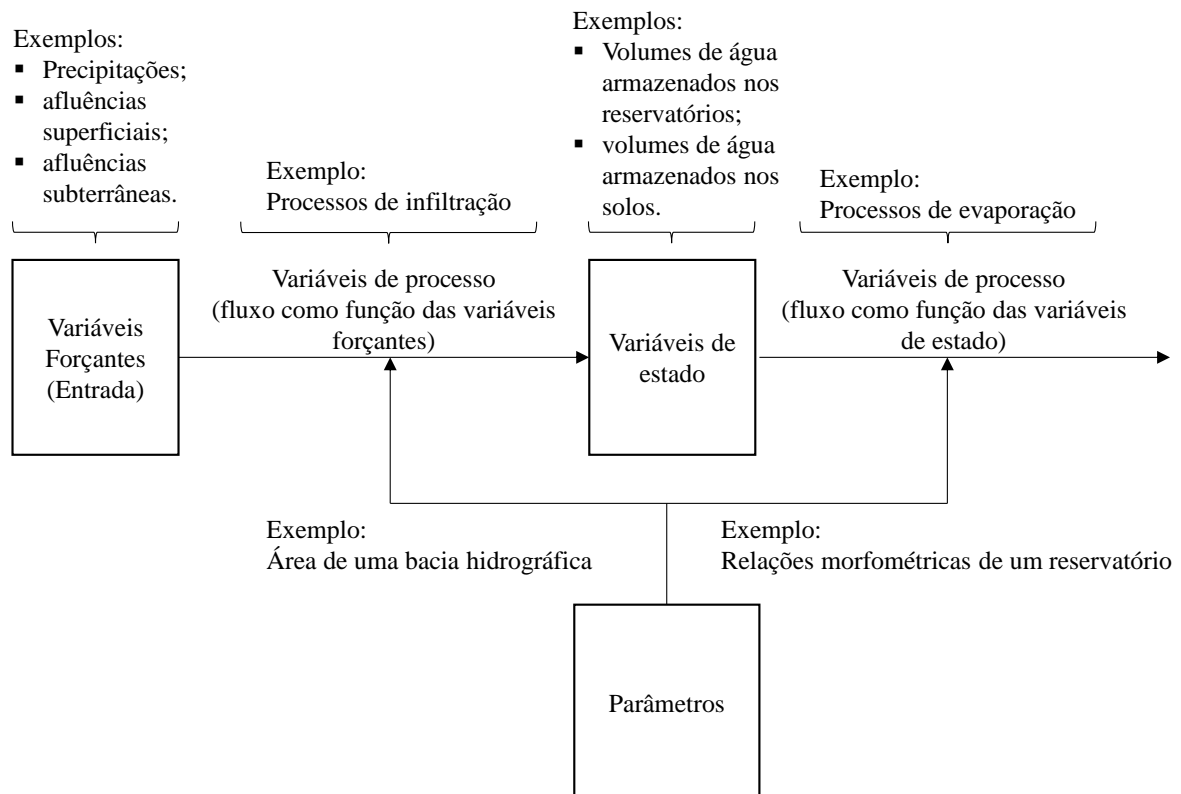 Exemplos:
▪ Precipitações;
▪ afluências
superficiais;
▪ afluências
subterrâneas.
Exemplo:
Processos de infiltração
Exemplos:
▪ Volumes de água
armazenados nos
reservatórios;
▪ volumes de água
armazenados nos
solos.
Exemplo:
Processos de evaporação
Variáveis
Forçantes
(Entrada)
Variáveis de processo
(fluxo como função das variáveis
forçantes)
Variáveis de
estado
Variáveis de processo
(fluxo como função das variáveis
de estado)
Exemplo:
Área de uma bacia hidrográfica
Exemplo:
Relações morfométricas de um reservatório
Parâmetros